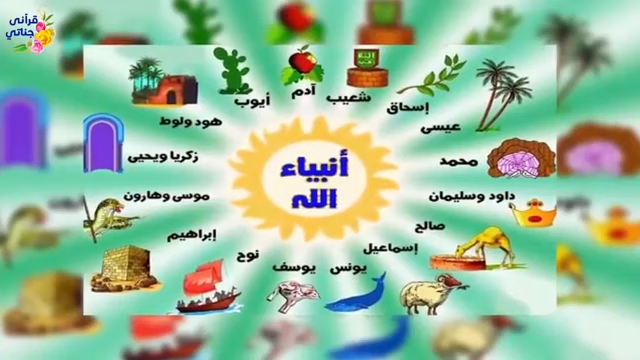 قرآنى
جناتي
أنبياء
الله
آدم
شعيب
إسحاق
عيسى
محمد
داود وسليمان
صالح
إسماعيل
يونس
يوسف
نوح
إبراهيم
موسى وهارون
زكريا ويحيى
هود ولوط
أيوب